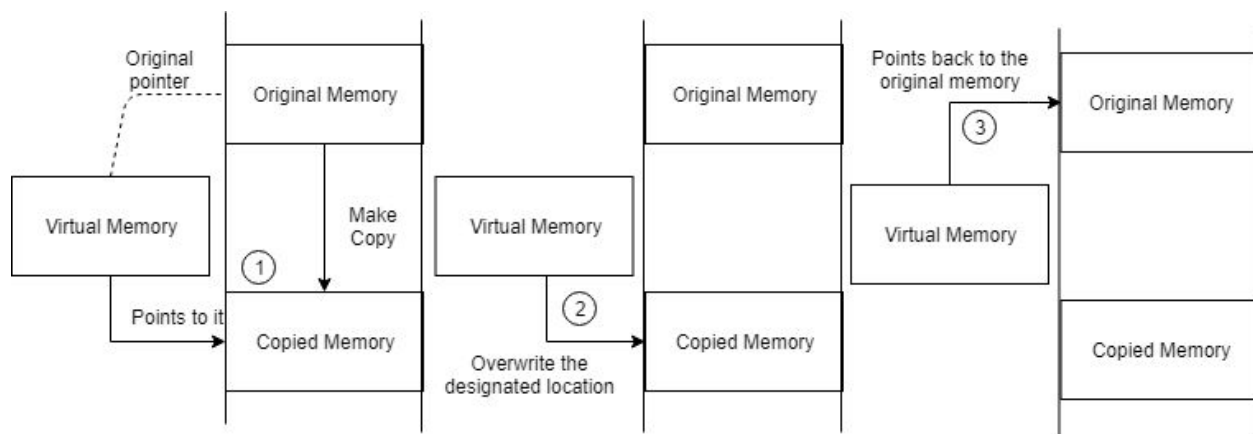 Original
pointer
Original Memory
Virtual Memory
Make
Copy
1
Points to it
Copied Memory
Original Memory
Virtual Memory
2
Overwrite the
designated location
Copied Memory
Points back to the
original memory
3
Original Memory
Virtual Memory
Copied Memory